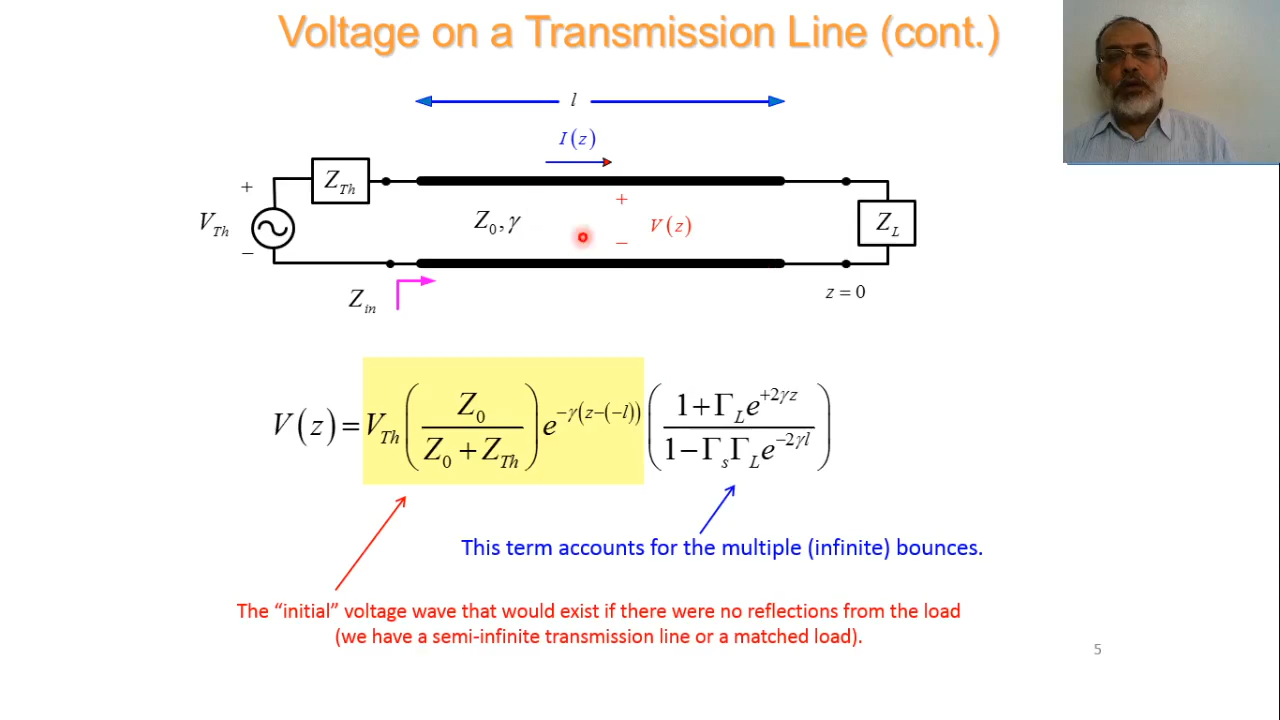 Voltage on a Transmission Line (cont.)
l
I(z)
+
Z_Th
V_Th
−
Z_0, γ
+
V(z)
−
Z_L
Z_in
z = 0
V(z) = V_Th (Z_0 / (Z_0 + Z_Th)) e^{−γ(z−(−l))} ((1 + Γ_L e^{+2γz}) / (1 − Γ_s Γ_L e^{−2γl}))
This term accounts for the multiple (infinite) bounces.
The “initial” voltage wave that would exist if there were no reflections from the load
(we have a semi-infinite transmission line or a matched load).
5